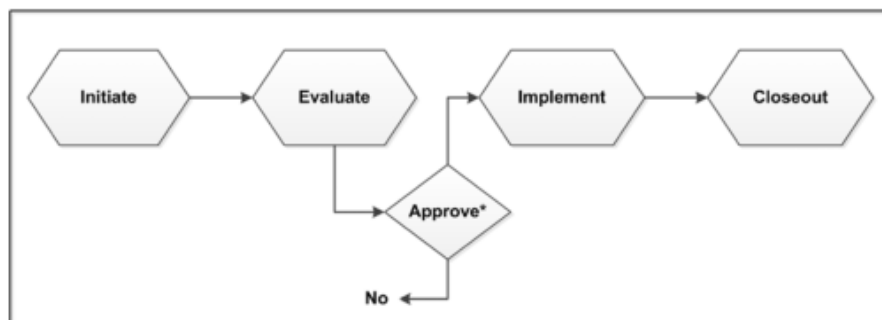 Initiate
Evaluate
Implement
Closeout
Approve*
No